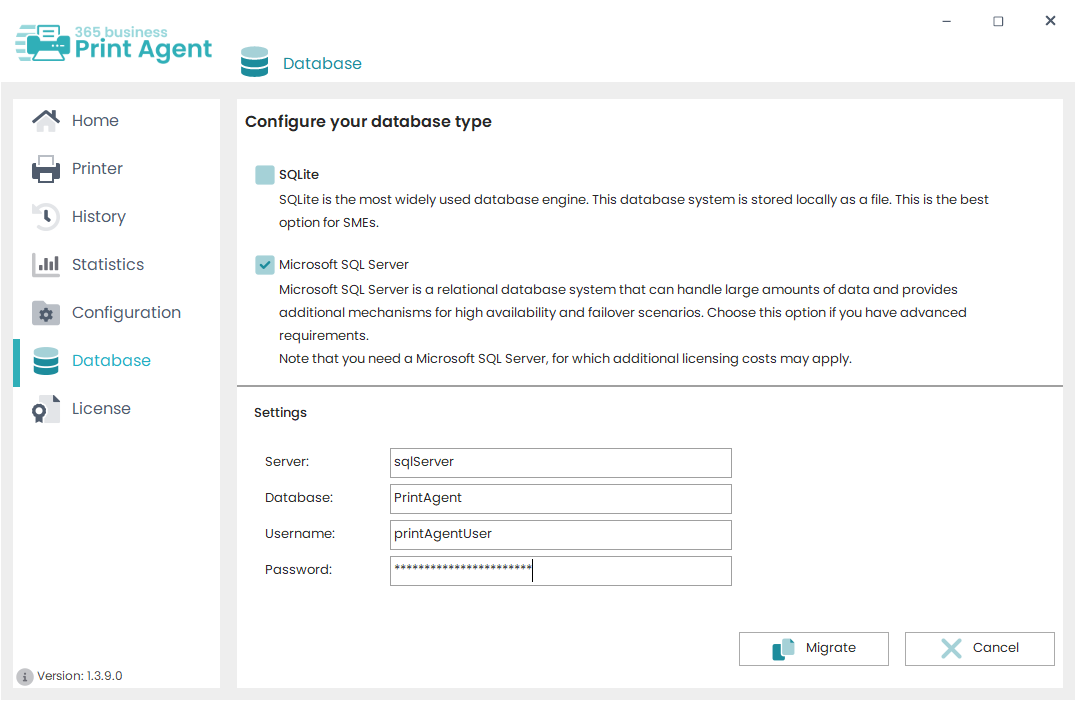 365 business
Print Agent
Database
Home
Printer
History
Statistics
Configuration
Database
License
Version: 1.3.9.0
Configure your database type
SQLite
SQLite is the most widely used database engine. This database system is stored locally as a file. This is the best
option for SMEs.
Microsoft SQL Server
Microsoft SQL Server is a relational database system that can handle large amounts of data and provides
additional mechanisms for high availability and failover scenarios. Choose this option if you have advanced
requirements.
Note that you need a Microsoft SQL Server, for which additional licensing costs may apply.
Settings
Server: sqlServer
Database: PrintAgent
Username: printAgentUser
Password: ***********************
Migrate
Cancel